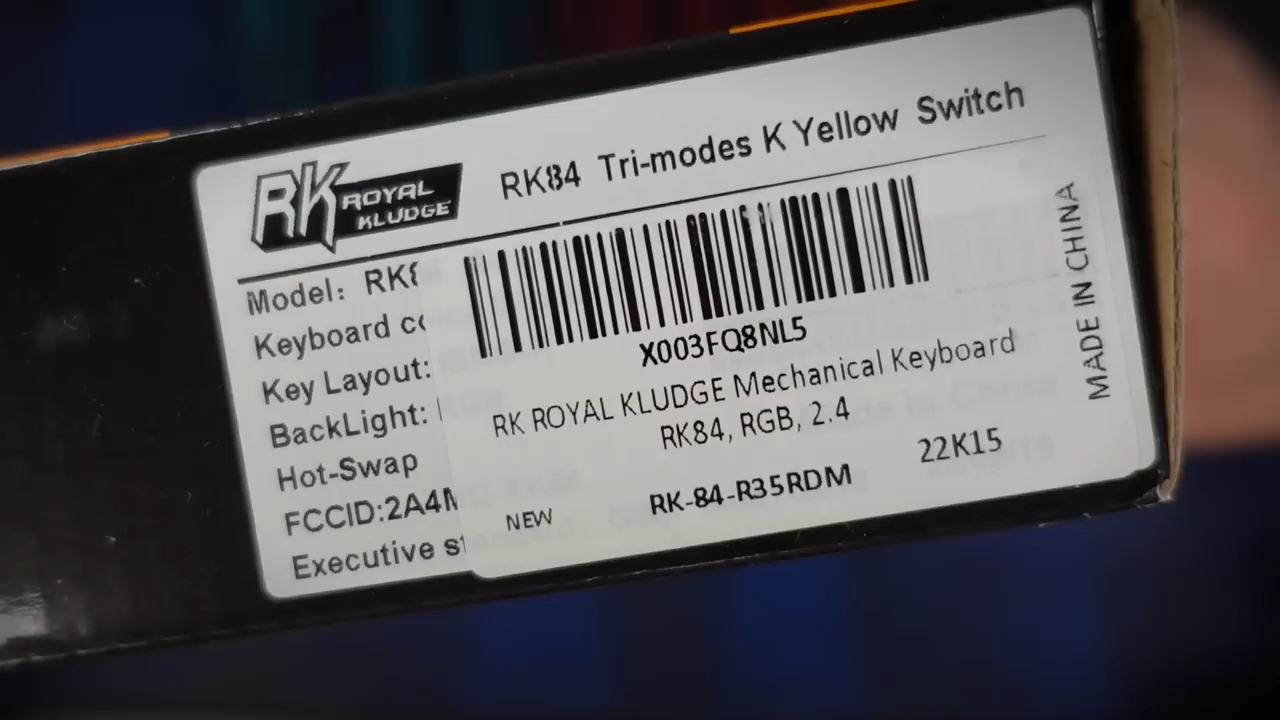 RK ROYAL KLUDGE
RK84 Tri-modes K Yellow Switch
Model: RK8
Keyboard co
Key Layout:
BackLight:
Hot-Swap
FCCID:2A4M
Executive st
X003FQ8NL5
RK ROYAL KLUDGE Mechanical Keyboard
RK84, RGB, 2.4
22K15
NEW
RK-84-R35RDM
MADE IN CHINA